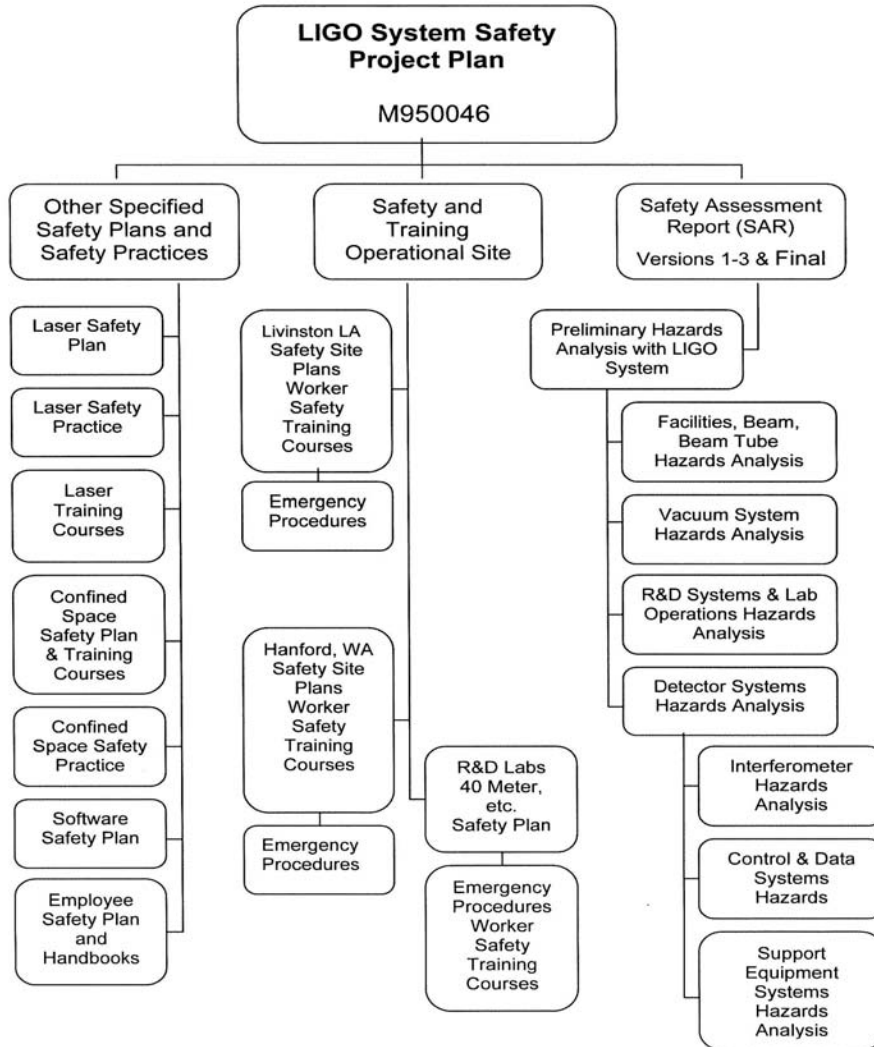 LIGO System Safety
Project Plan
M950046
Other Specified
Safety Plans and
Safety Practices
Safety and
Training
Operational Site
Safety Assessment
Report (SAR)
Versions 1-3 & Final
Laser Safety
Plan
Laser Safety
Practice
Laser
Training
Courses
Confined
Space
Safety Plan
& Training
Courses
Confined
Space Safety
Practice
Software
Safety Plan
Employee
Safety Plan
and
Handbooks
Livinston LA
Safety Site
Plans
Worker
Safety
Training
Courses
Emergency
Procedures
Hanford, WA
Safety Site
Plans
Worker
Safety
Training
Courses
Emergency
Procedures
R&D Labs
40 Meter,
etc.
Safety Plan
Emergency
Procedures
Worker
Safety
Training
Courses
Preliminary Hazards
Analysis with LIGO
System
Facilities, Beam,
Beam Tube
Hazards Analysis
Vacuum System
Hazards Analysis
R&D Systems & Lab
Operations Hazards
Analysis
Detector Systems
Hazards Analysis
Interferometer
Hazards
Analysis
Control & Data
Systems
Hazards
Support
Equipment
Systems
Hazards
Analysis